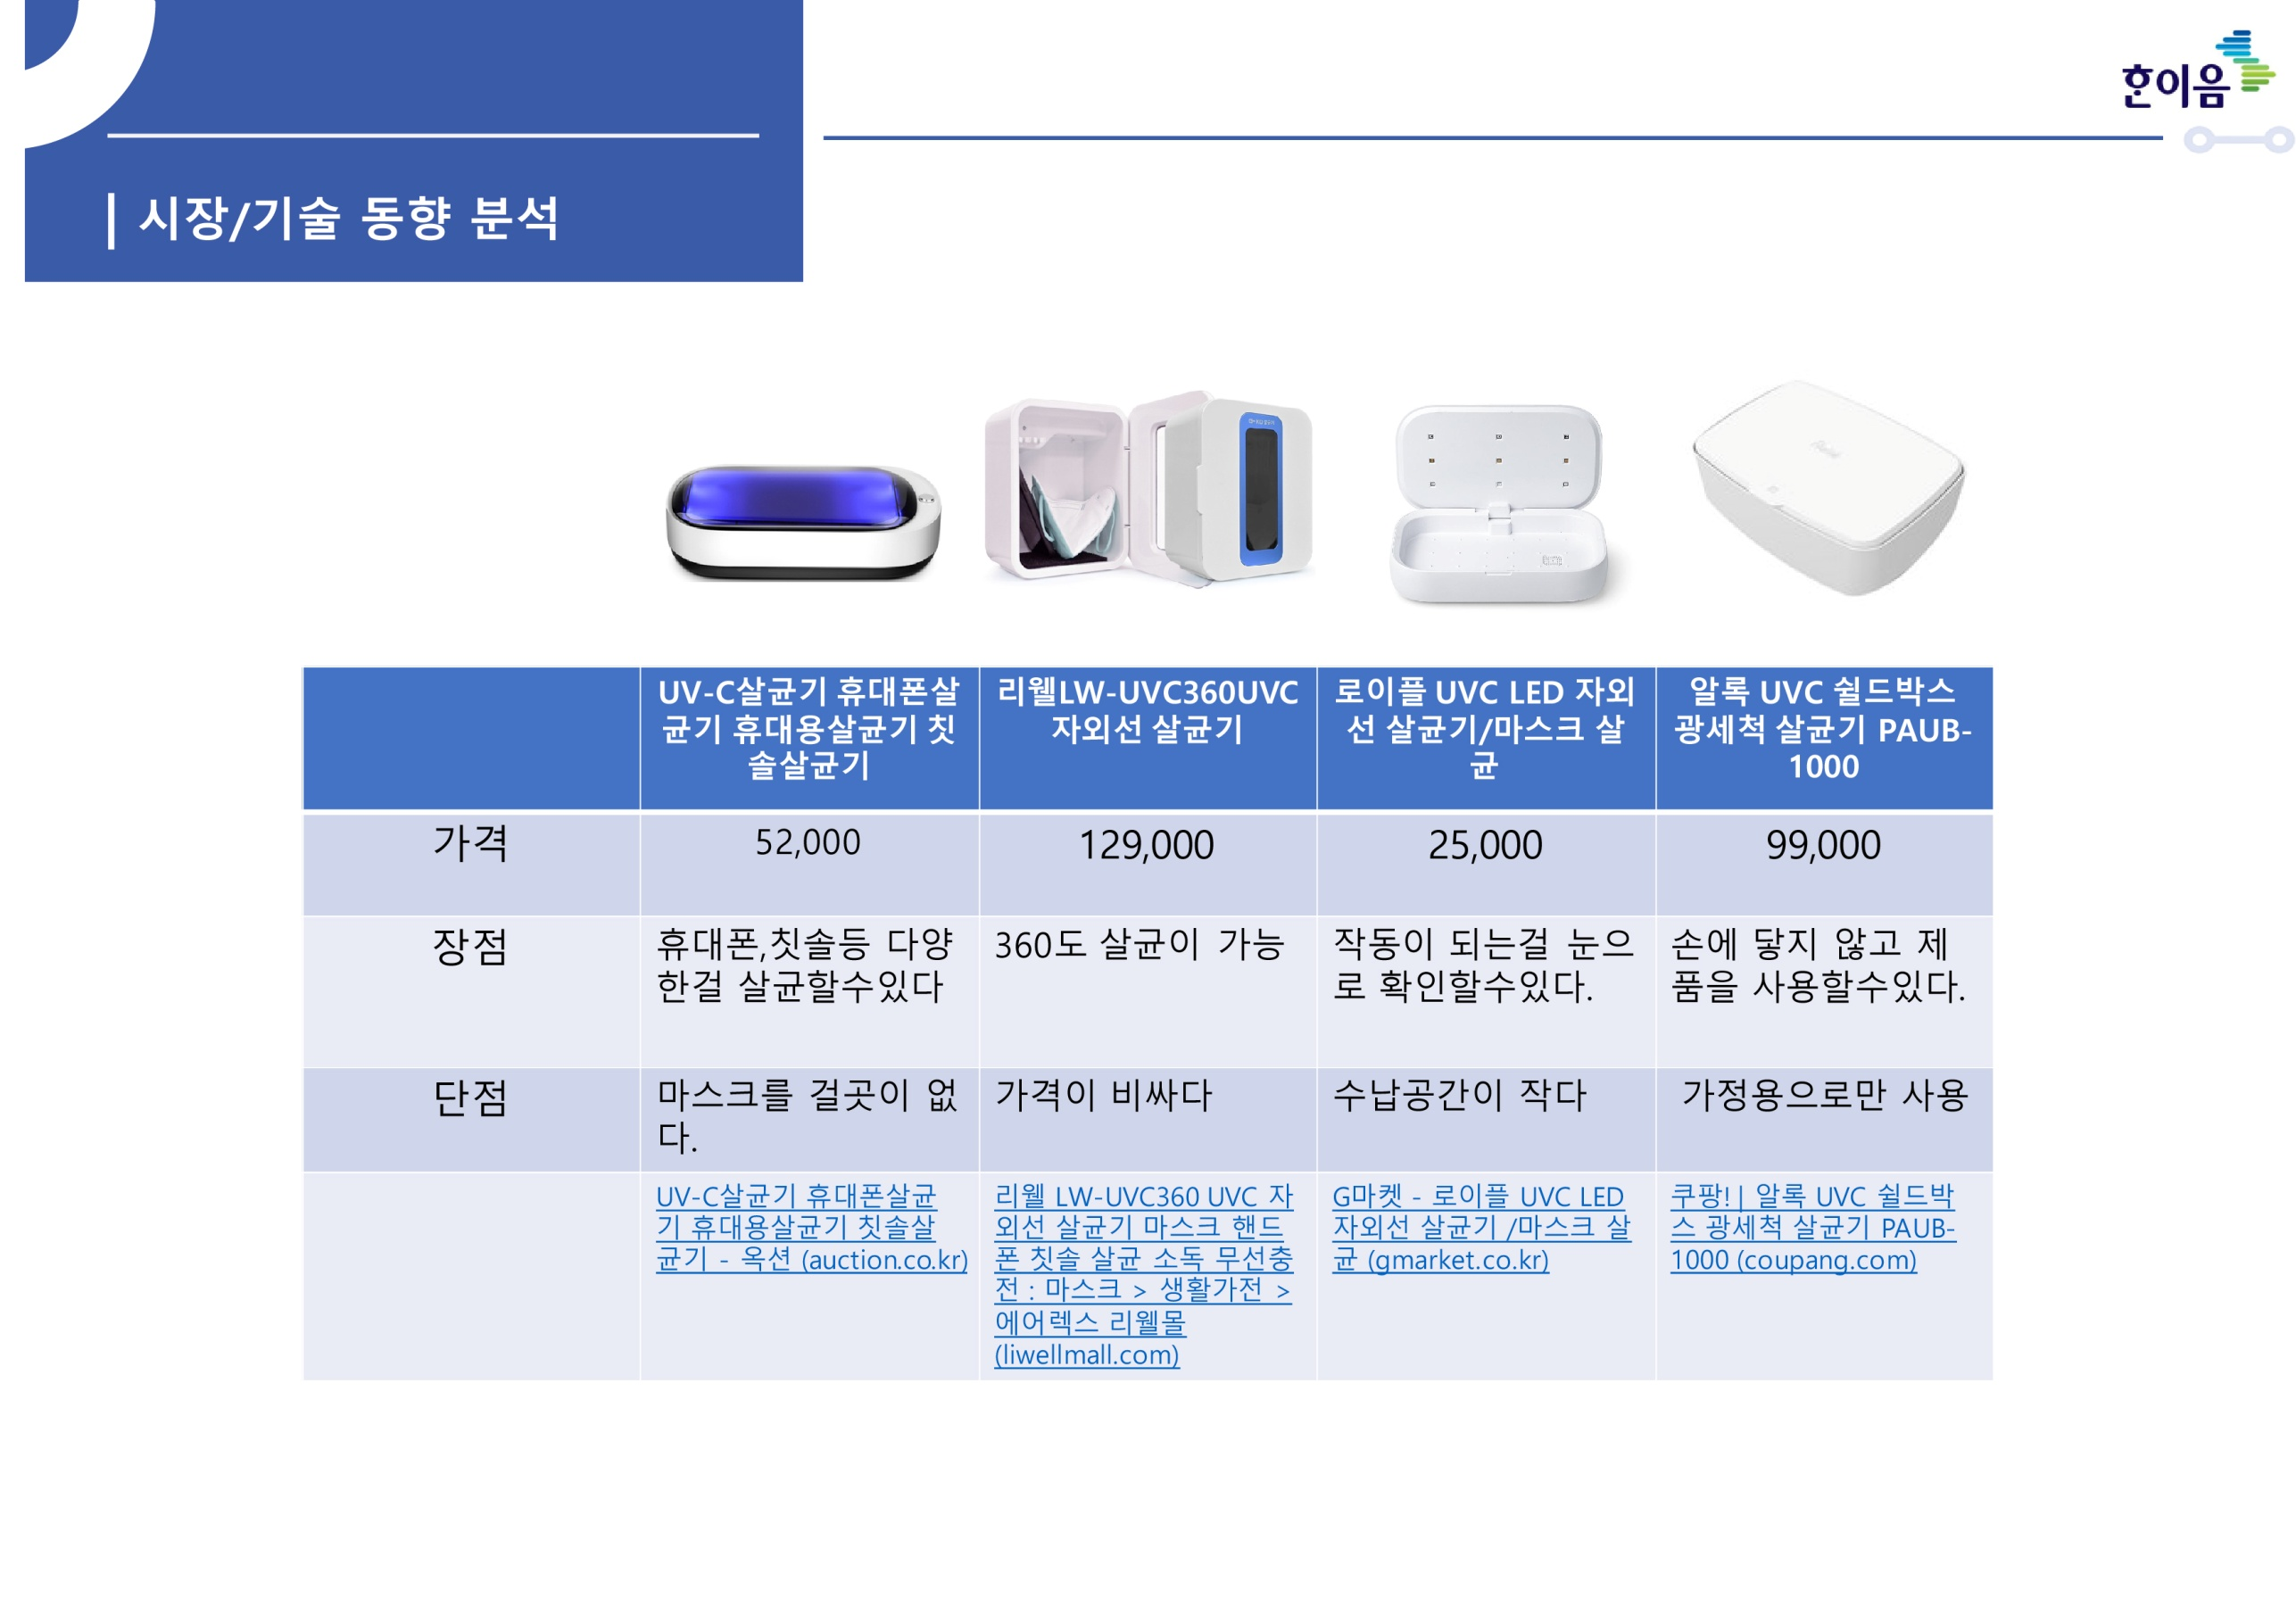 한이음
| 시장/기술 동향 분석
UV-C살균기 휴대폰살
균기 휴대용살균기 칫
솔살균기
리웰LW-UVC360UVC
자외선 살균기
로이플 UVC LED 자외
선 살균기/마스크 살
균
알록 UVC 쉴드박스
광세척 살균기 PAUB-
1000
가격
52,000
129,000
25,000
99,000
장점
휴대폰,칫솔등 다양
한걸 살균할수있다
360도 살균이 가능
작동이 되는걸 눈으
로 확인할수있다.
손에 닿지 않고 제
품을 사용할수있다.
단점
마스크를 걸곳이 없
다.
가격이 비싸다
수납공간이 작다
가정용으로만 사용
UV-C살균기 휴대폰살균
기 휴대용살균기 칫솔살
균기 - 옥션 (auction.co.kr)
리웰 LW-UVC360 UVC 자
외선 살균기 마스크 핸드
폰 칫솔 살균 소독 무선충
전 : 마스크 > 생활가전 >
에어렉스 리웰몰
(liwellmall.com)
G마켓 - 로이플 UVC LED
자외선 살균기 /마스크 살
균 (gmarket.co.kr)
쿠팡! | 알록 UVC 쉴드박
스 광세척 살균기 PAUB-
1000 (coupang.com)